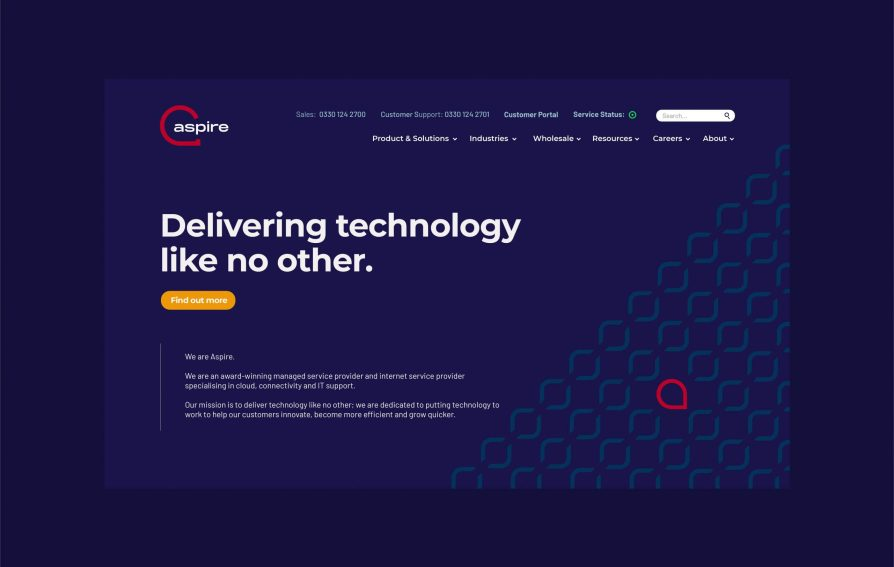 aspire
Sales: 0330 124 2700 Customer Support: 0330 124 2701 Customer Portal Service Status: Search...
Product & Solutions Industries Wholesale Resources Careers About
Delivering technology
like no other.
Find out more
We are Aspire.
We are an award-winning managed service provider and internet service provider
specialising in cloud, connectivity and IT support.
Our mission is to deliver technology like no other; we are dedicated to putting technology to
work to help our customers innovate, become more efficient and grow quicker.